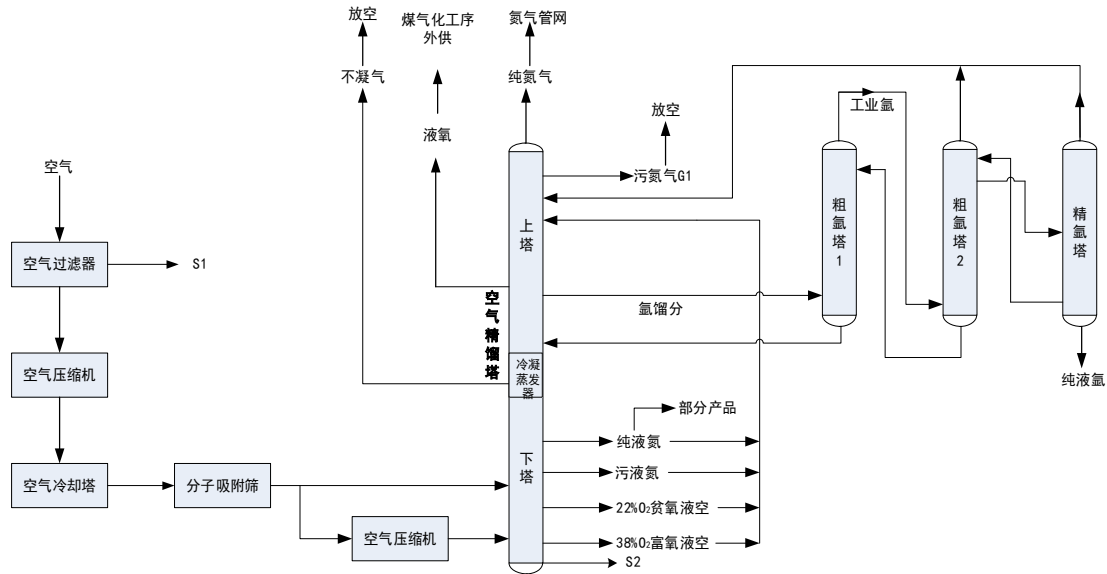 放空
煤气化工序
外供
氮气管网
不凝气
纯氮气
液氧
放空
工业氩
空气
污氮气G1
上塔
粗氩塔1
粗氩塔2
精氩塔
空气过滤器
S1
空气精馏塔
氩馏分
空气压缩机
冷凝
蒸发
器
纯液氩
部分产品
纯液氮
下塔
污液氮
空气冷却塔
分子吸附筛
22%O₂贫氧液空
空气压缩机
38%O₂富氧液空
S2